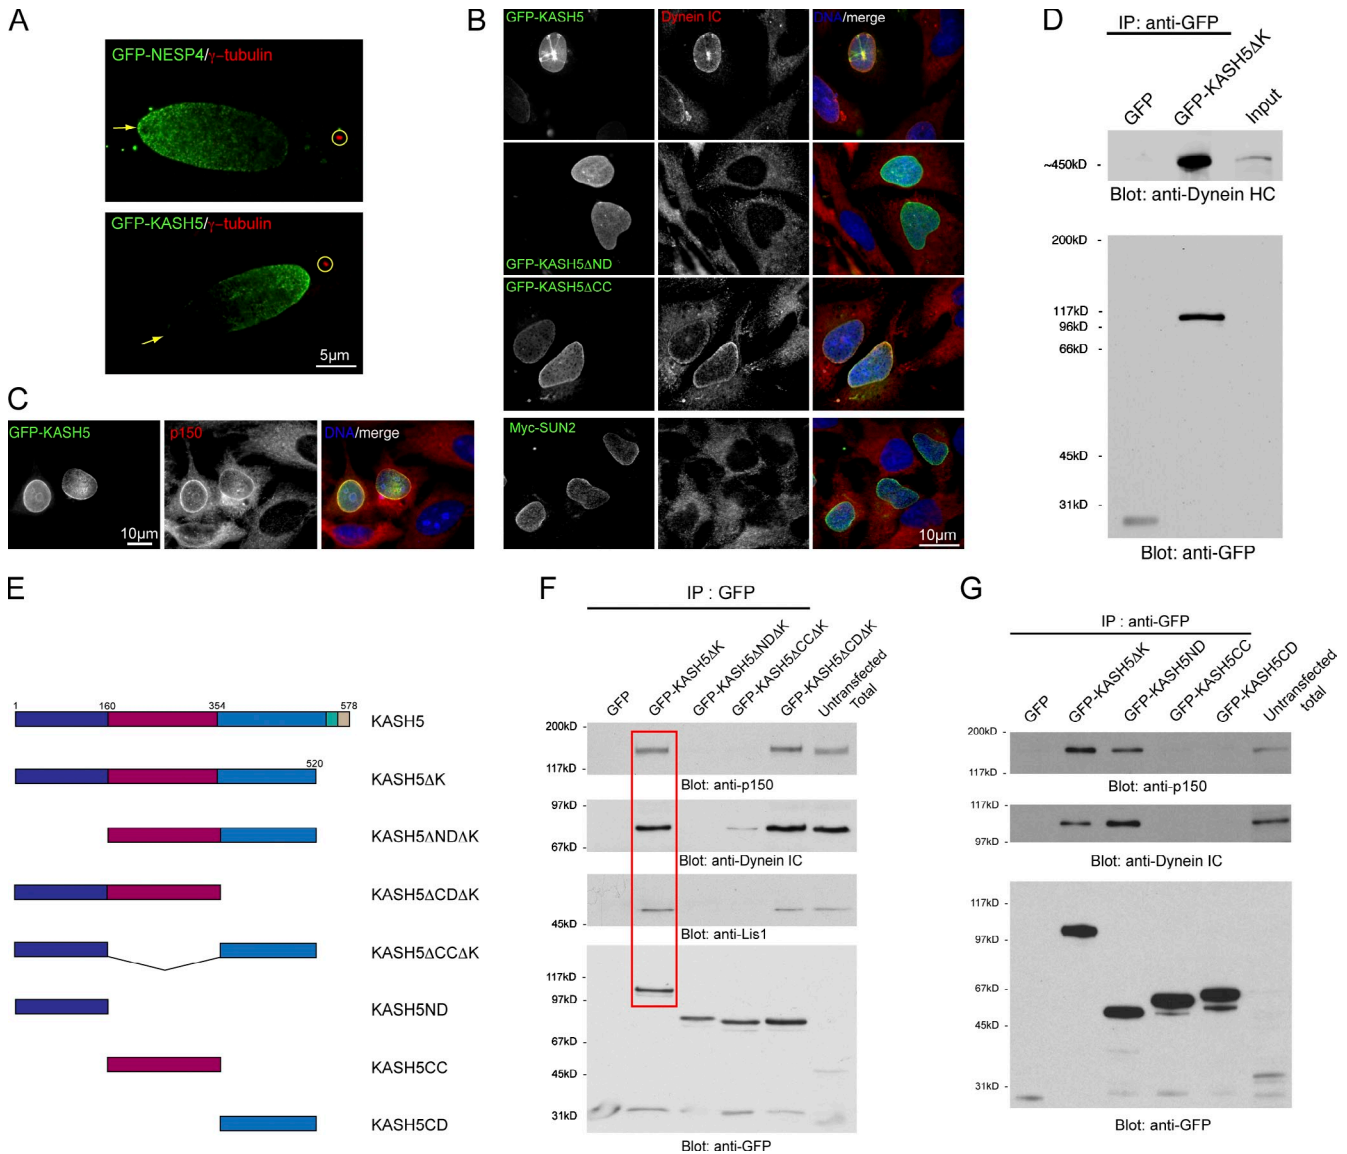 A
GFP-NESP4/γ-tubulin
GFP-KASH5/γ-tubulin
5µm
B
GFP-KASH5
Dynein IC
DNA/merge
GFP-KASH5ΔND
GFP-KASH5ΔCC
Myc-SUN2
10µm
C
GFP-KASH5
p150
DNA/merge
10µm
D
IP: anti-GFP
GFP
GFP-KASH5ΔK
Input
~450kD
Blot: anti-Dynein HC
200kD
117kD
96kD
66kD
45kD
31kD
Blot: anti-GFP
E
1 160 354 578
KASH5
520
KASH5ΔK
KASH5ΔNDΔK
KASH5ΔCDΔK
KASH5ΔCCΔK
KASH5ND
KASH5CC
KASH5CD
F
IP : GFP
GFP
GFP-KASH5ΔK
GFP-KASH5ΔNDΔK
GFP-KASH5ΔCCΔK
GFP-KASH5ΔCDΔK
Untransfected
Total
200kD
117kD
Blot: anti-p150
97kD
67kD
Blot: anti-Dynein IC
45kD
Blot: anti-Lis1
117kD
97kD
67kD
45kD
31kD
Blot: anti-GFP
G
IP : anti-GFP
GFP
GFP-KASH5ΔK
GFP-KASH5ND
GFP-KASH5CC
GFP-KASH5CD
Untransfected
total
200kD
117kD
Blot: anti-p150
117kD
97kD
Blot: anti-Dynein IC
117kD
97kD
67kD
45kD
31kD
Blot: anti-GFP